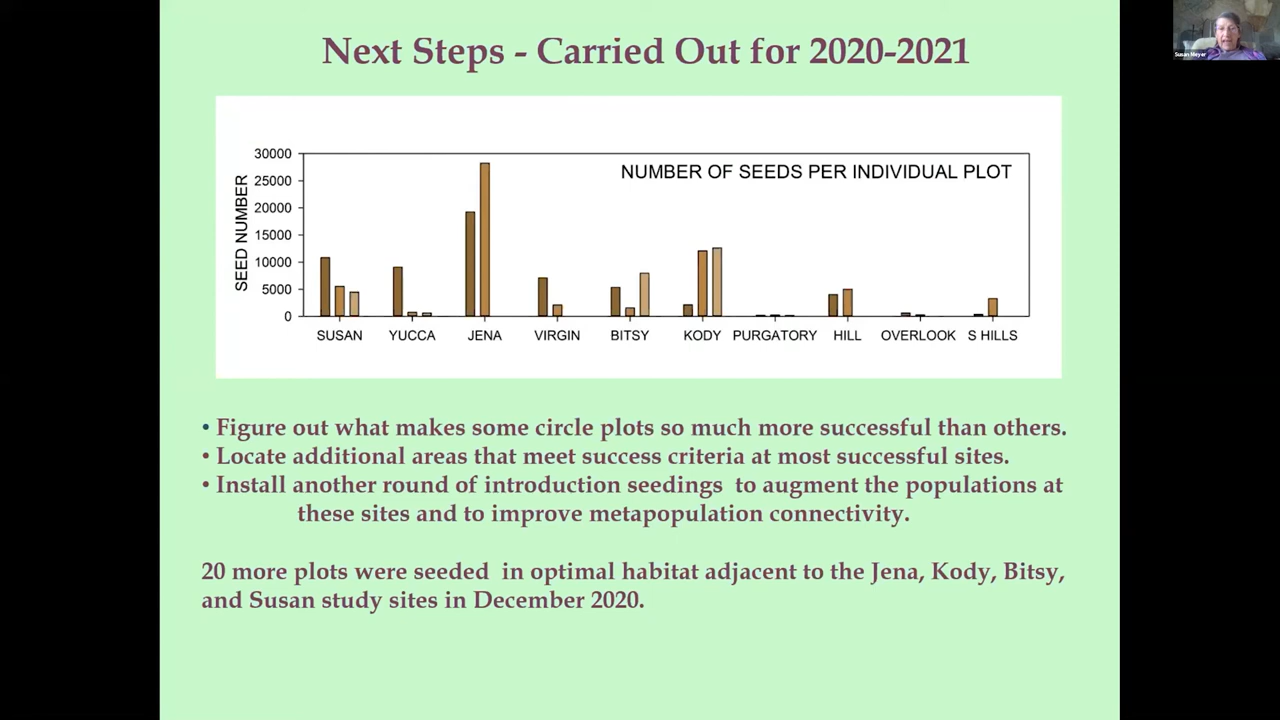 Next Steps - Carried Out for 2020-2021
Susan Meyer
NUMBER OF SEEDS PER INDIVIDUAL PLOT
SEED NUMBER
30000
25000
20000
15000
10000
5000
0
SUSAN YUCCA JENA VIRGIN BITSY KODY PURGATORY HILL OVERLOOK S HILLS
• Figure out what makes some circle plots so much more successful than others.
• Locate additional areas that meet success criteria at most successful sites.
• Install another round of introduction seedings to augment the populations at
these sites and to improve metapopulation connectivity.
20 more plots were seeded in optimal habitat adjacent to the Jena, Kody, Bitsy,
and Susan study sites in December 2020.